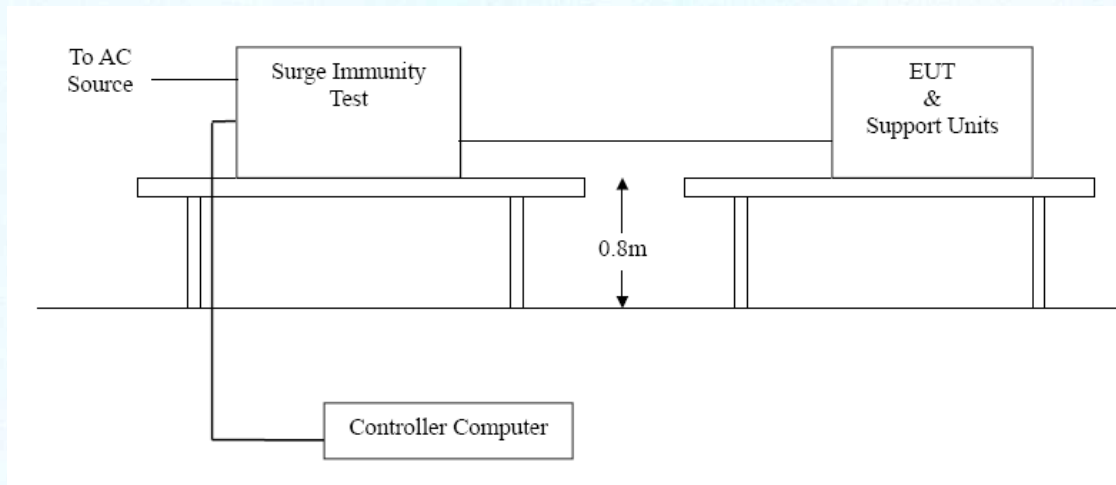 To AC
Source
Surge Immunity
Test
EUT
&
Support Units
0.8m
Controller Computer